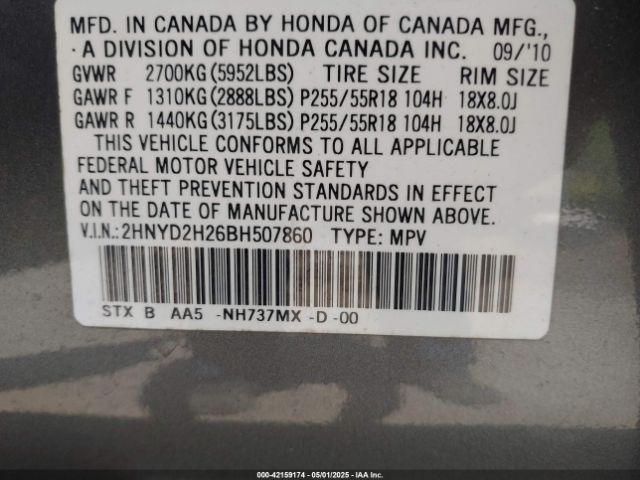 MFD. IN CANADA BY HONDA OF CANADA MFG.,
A DIVISION OF HONDA CANADA INC. 09/'10
GVWR 2700KG(5952LBS) TIRE SIZE RIM SIZE
GAWR F 1310KG(2888LBS) P255/55R18 104H 18X8.0J
GAWR R 1440KG(3175LBS) P255/55R18 104H 18X8.0J
THIS VEHICLE CONFORMS TO ALL APPLICABLE
FEDERAL MOTOR VEHICLE SAFETY
AND THEFT PREVENTION STANDARDS IN EFFECT
ON THE DATE OF MANUFACTURE SHOWN ABOVE.
V.I.N.:2HNYD2H26BH507860 TYPE: MPV
STX B AA5 -NH737MX -D -00
000-42159174 - 05/01/2025 - IAA Inc.